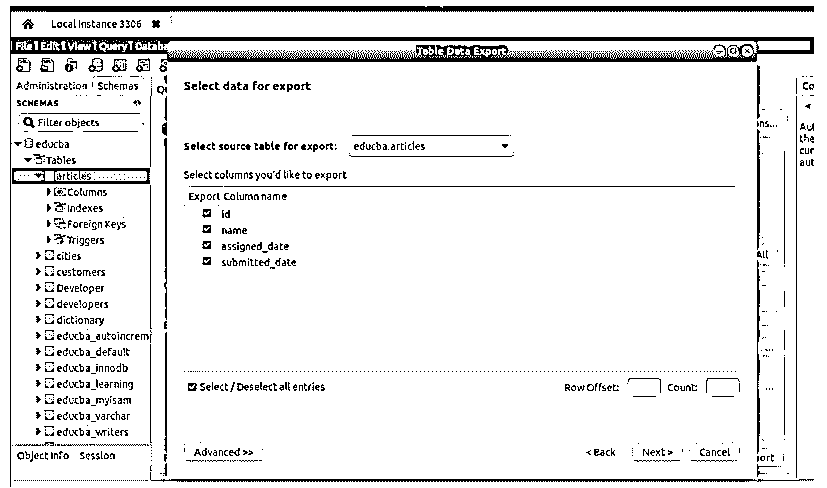 Local Instance 3306
File Edit View Query Databa
Table Data Export
Administration Schemas
SCHEMAS
Filter objects
educba
Tables
articles
Columns
Indexes
Foreign Keys
Triggers
cities
customers
Developer
developers
dictionary
educba_autoincrem
educba_default
educba_innodb
educba_learning
educba_myisam
educba_varchar
educba_writers
Object Info Session
Select data for export
Select source table for export: educba.articles
Select columns you'd like to export
Export Column name
id
name
assigned_date
submitted_date
Select / Deselect all entries
Row Offset: Count:
Advanced >> < Back Next > Cancel
Co
ns...
Aut
the
cur
aut
All
ort